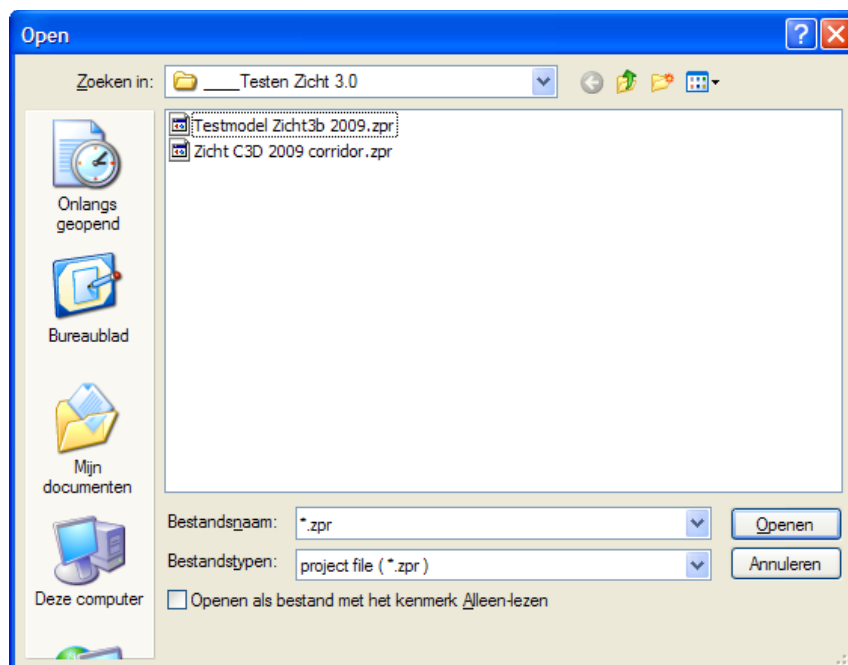 Open
Zoeken in:
____Testen Zicht 3.0
Testmodel Zicht3b 2009.zpr
Zicht C3D 2009 corridor.zpr
Onlangs
geopend
Bureaublad
Mijn
documenten
Deze computer
Bestandsnaam:
*.zpr
Openen
Bestandstypen:
project file ( *.zpr )
Annuleren
Openen als bestand met het kenmerk Alleen-lezen